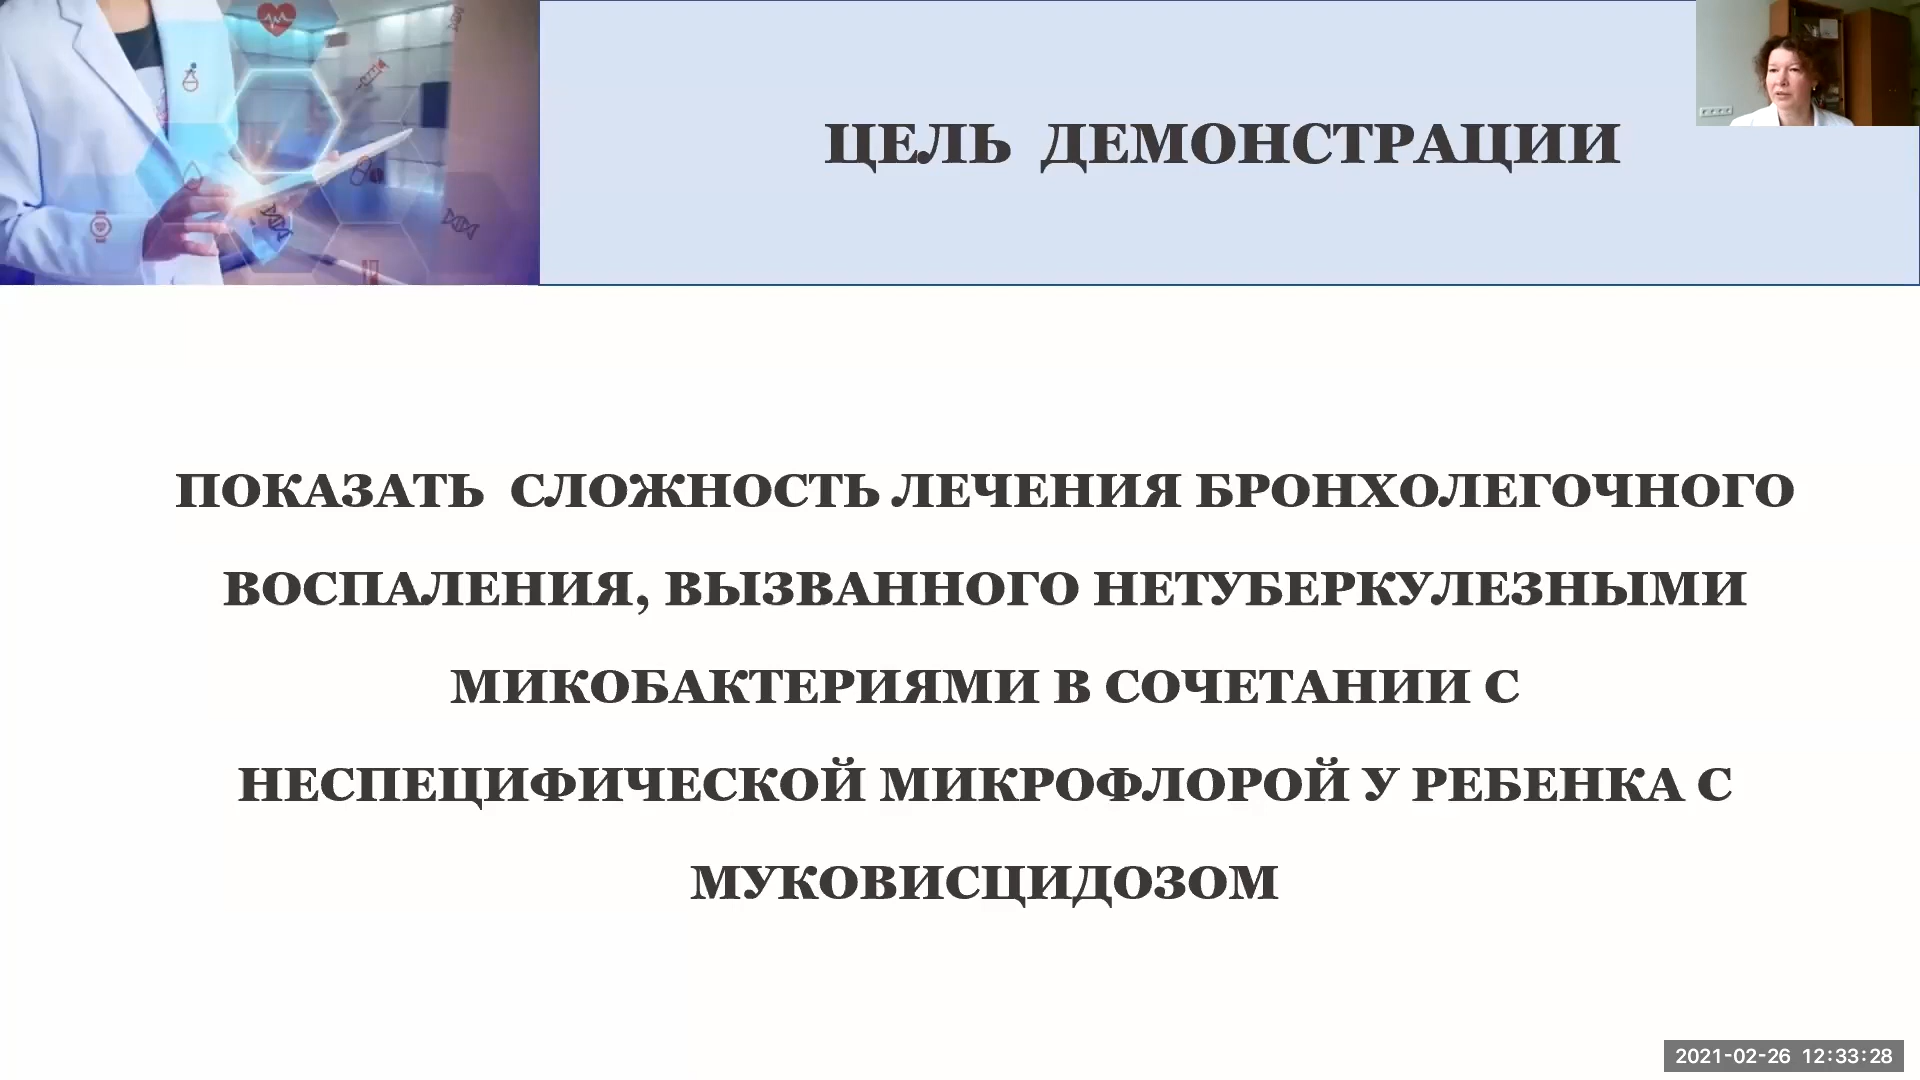 ЦЕЛЬ ДЕМОНСТРАЦИИ
ПОКАЗАТЬ СЛОЖНОСТЬ ЛЕЧЕНИЯ БРОНХОЛЕГОЧНОГО
ВОСПАЛЕНИЯ, ВЫЗВАННОГО НЕТУБЕРКУЛЕЗНЫМИ
МИКОБАКТЕРИЯМИ В СОЧЕТАНИИ С
НЕСПЕЦИФИЧЕСКОЙ МИКРОФЛОРОЙ У РЕБЕНКА С
МУКОВИСЦИДОЗОМ
2021-02-26 12:33:28